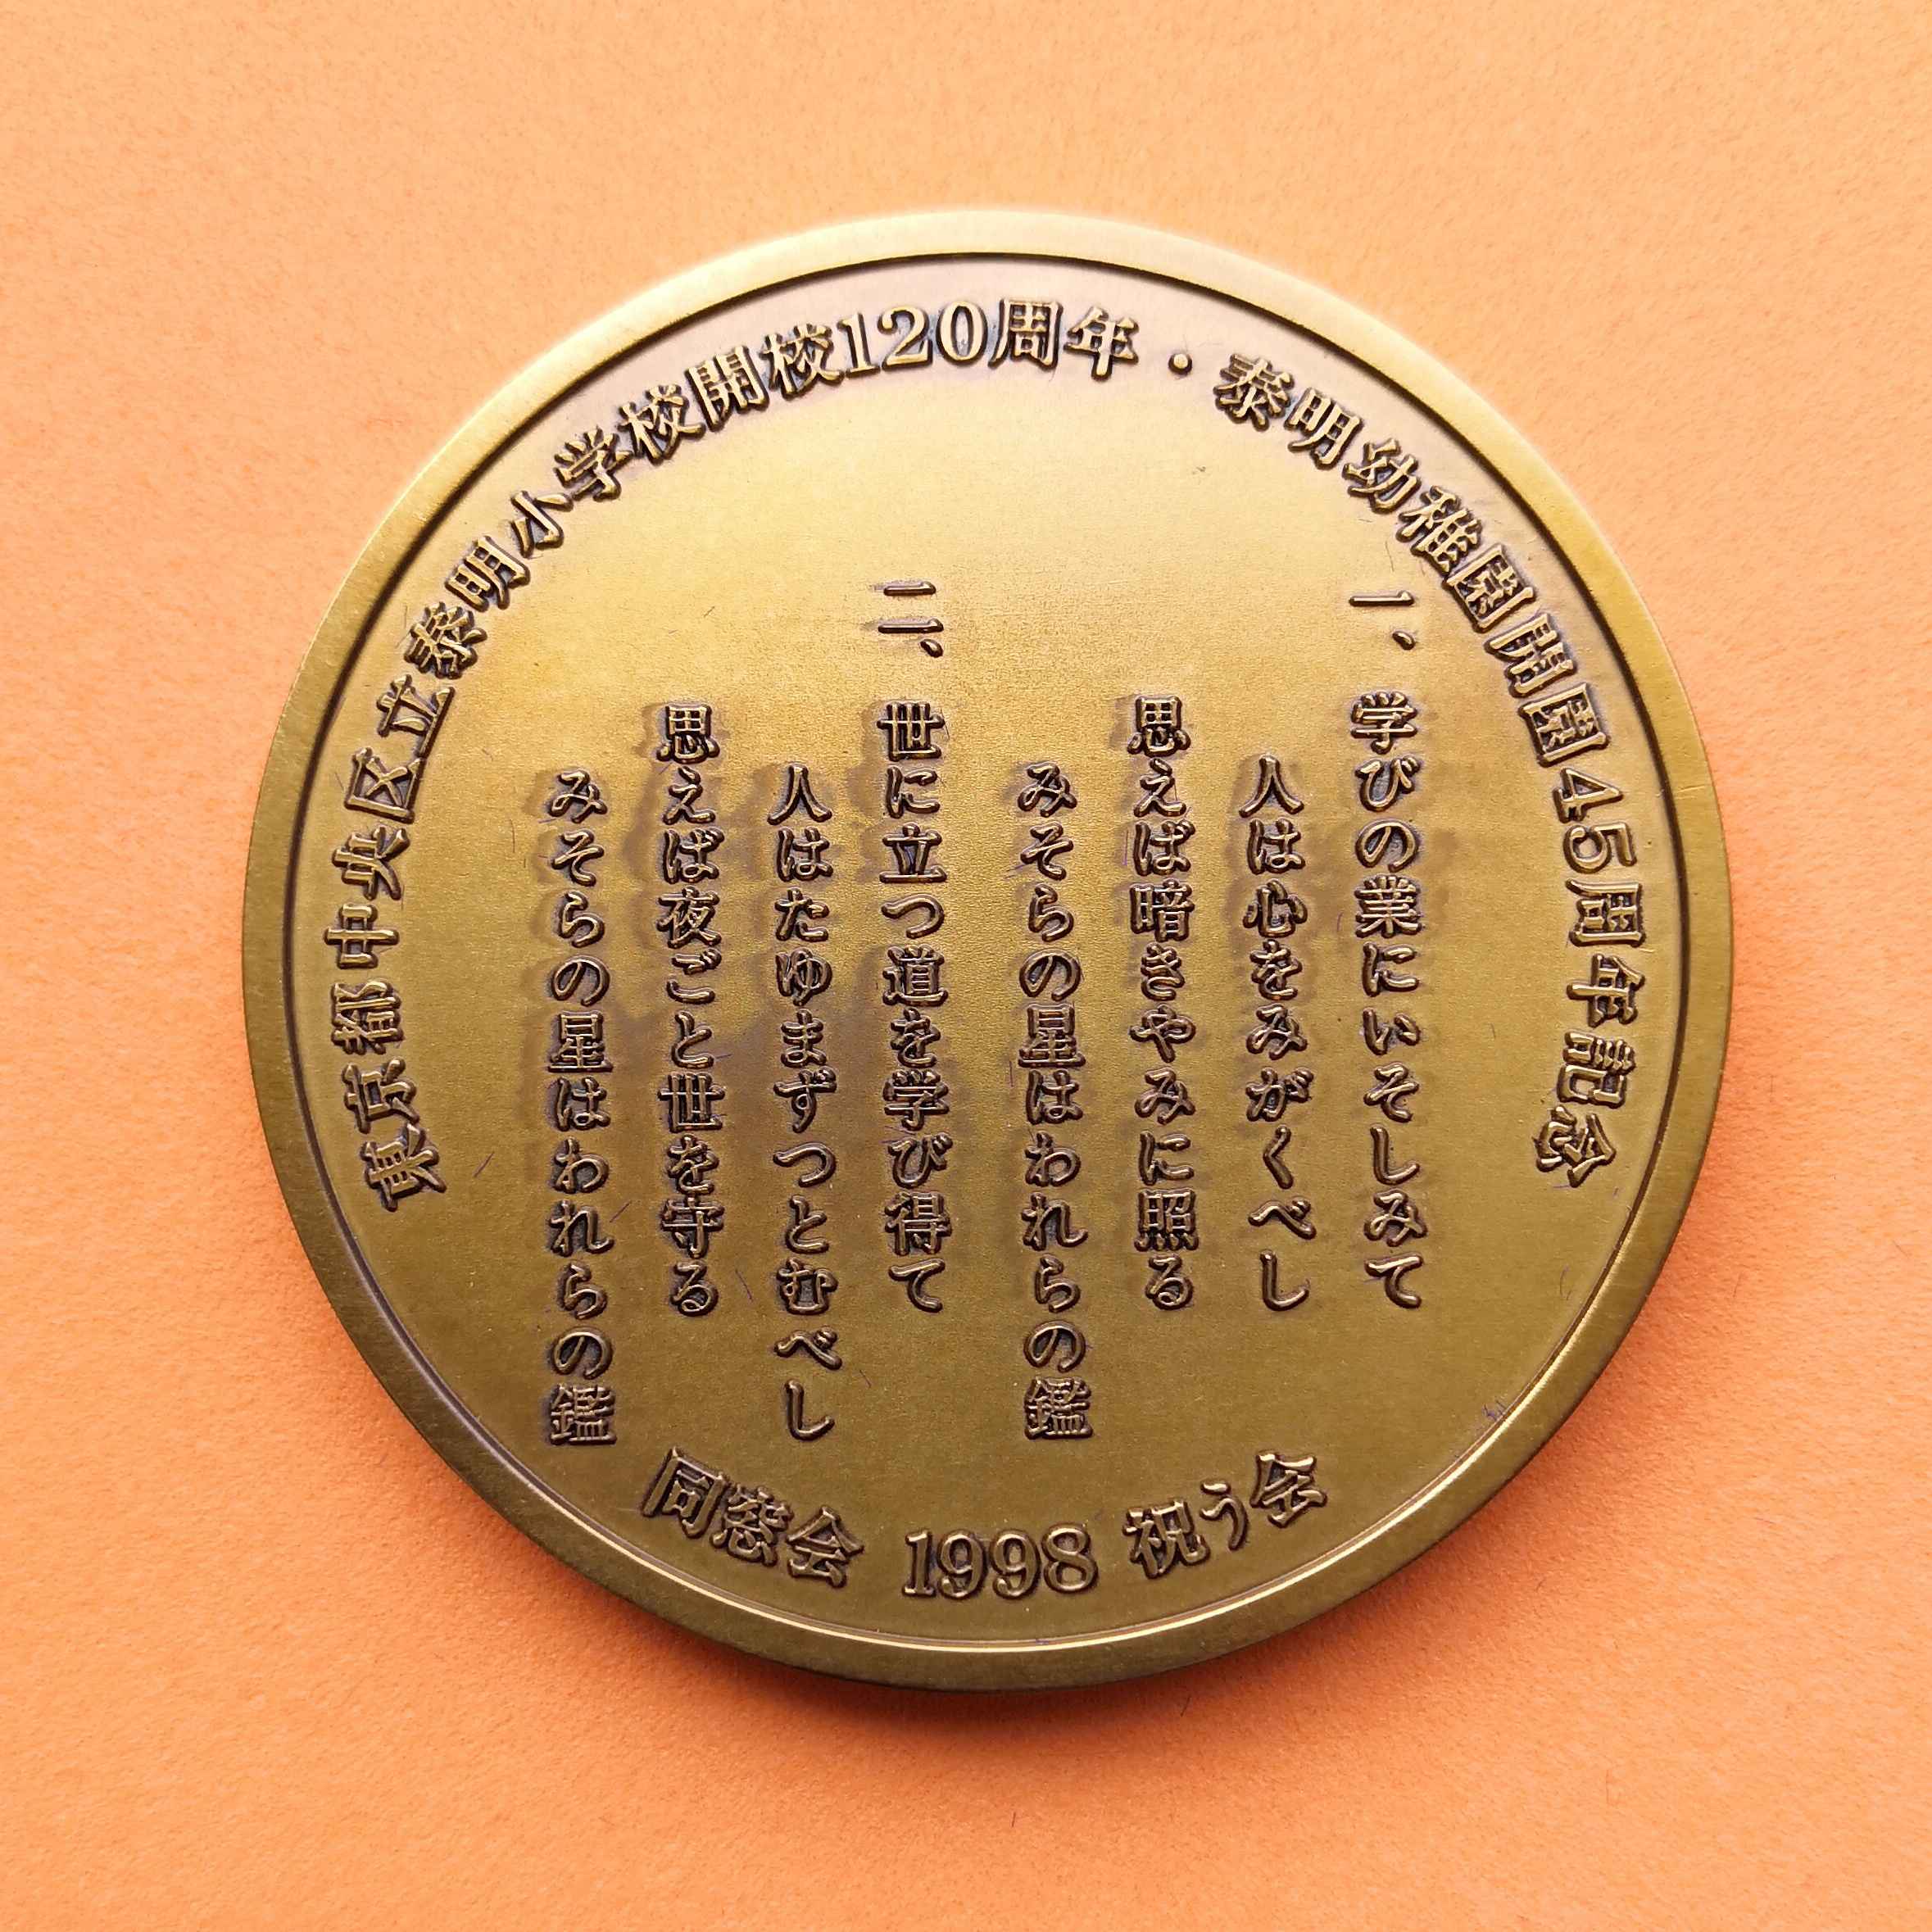 東京都中央区立泰明小学校開校120周年・泰明幼稚園開園45周年記念
一、学びの業にいそしみて
人は心をみがくべし
思えば暗きやみに照る
みそらの星はわれらの鑑
二、世に立つ道を学び得て
人はたゆまずつとむべし
思えば夜ごと世を守る
みそらの星はわれらの鑑
同窓会 1998 祝う会